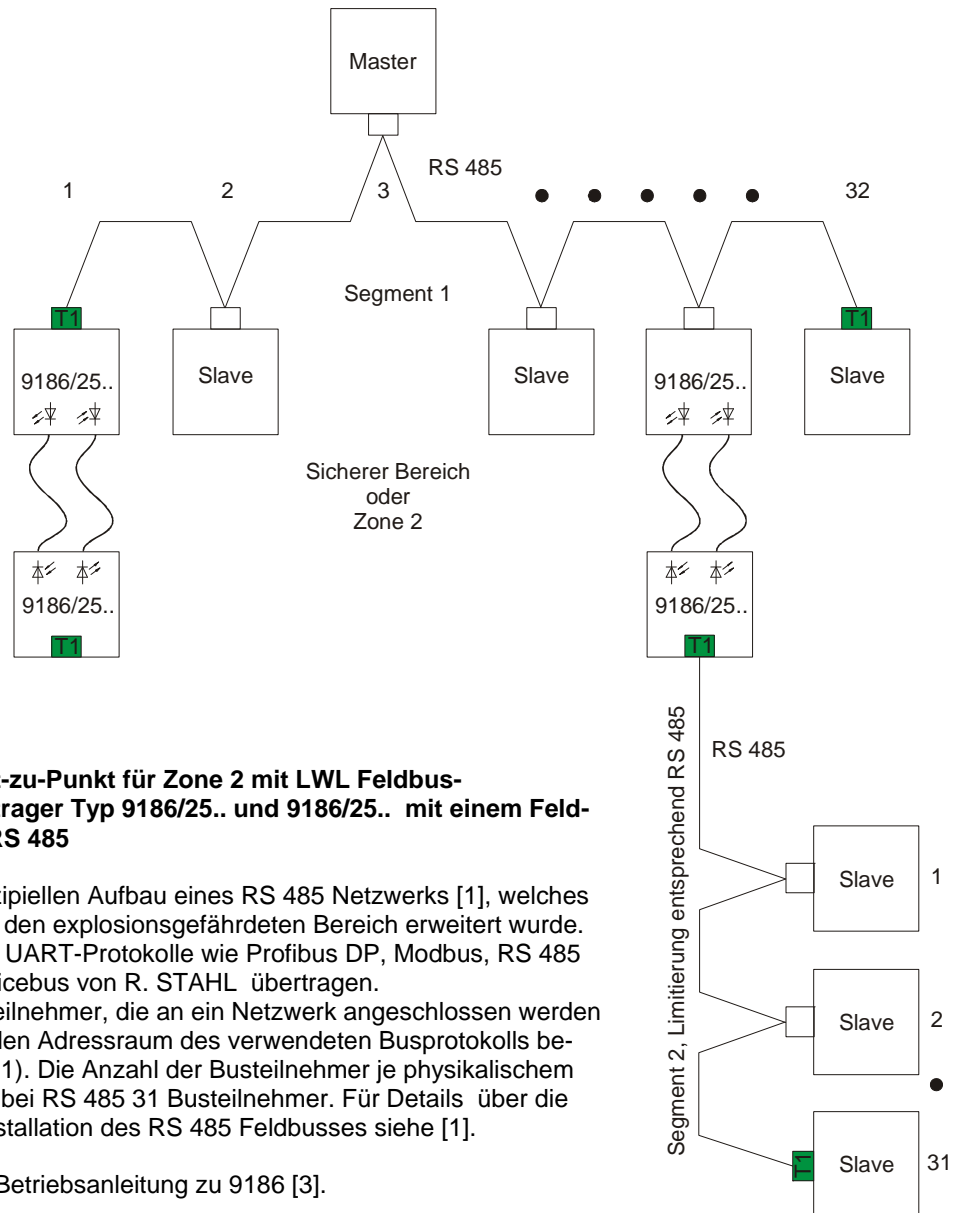 Master
RS 485
1 2 3 32
Segment 1
T1 T1
9186/25.. Slave Slave 9186/25.. Slave
Sicherer Bereich
oder
Zone 2
9186/25.. 9186/25..
T1 T1
RS 485
Segment 2, Limitierung entsprechend RS 485
Slave 1
Slave 2
T1 Slave 31
-zu-Punkt für Zone 2 mit LWL Feldbus-
trager Typ 9186/25.. und 9186/25.. mit einem Feld-
RS 485
zipiellen Aufbau eines RS 485 Netzwerks [1], welches
den explosionsgefährdeten Bereich erweitert wurde.
UART-Protokolle wie Profibus DP, Modbus, RS 485
icebus von R. STAHL übertragen.
eilnehmer, die an ein Netzwerk angeschlossen werden
den Adressraum des verwendeten Busprotokolls be-
1). Die Anzahl der Busteilnehmer je physikalischem
bei RS 485 31 Busteilnehmer. Für Details über die
stallation des RS 485 Feldbusses siehe [1].
Betriebsanleitung zu 9186 [3].